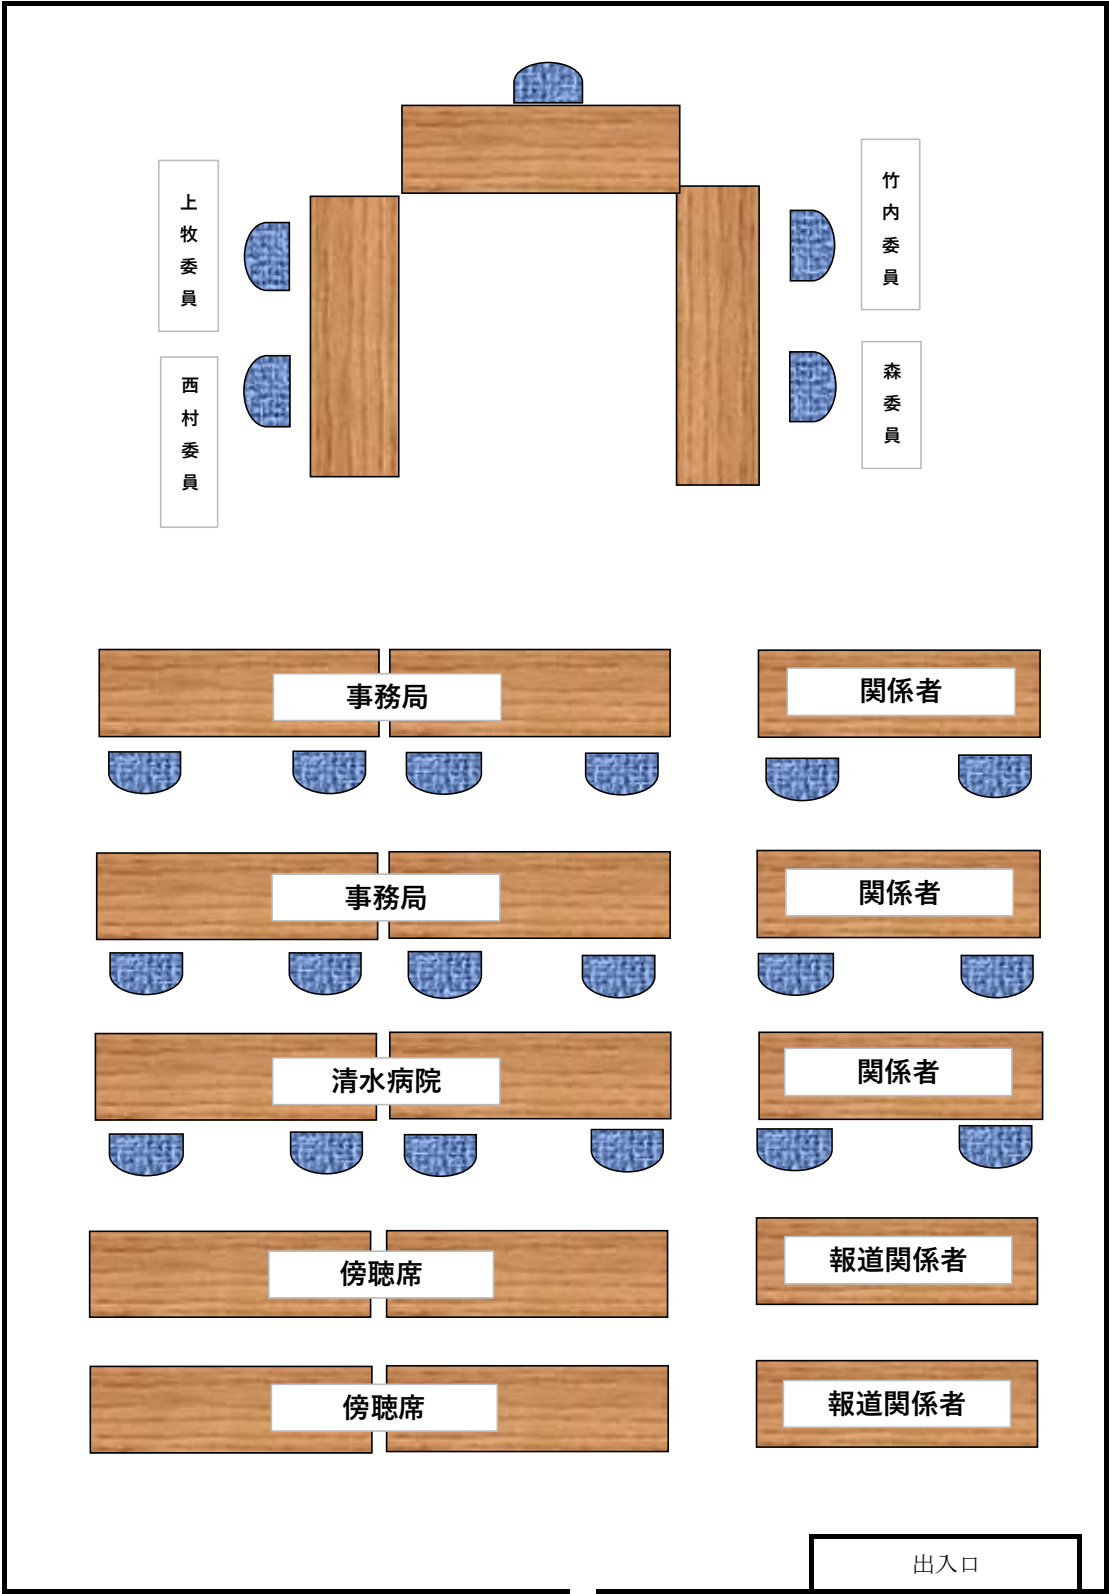 上牧委員
西村委員
竹内委員
森委員
事務局
関係者
事務局
関係者
清水病院
関係者
傍聴席
報道関係者
傍聴席
報道関係者
出入口